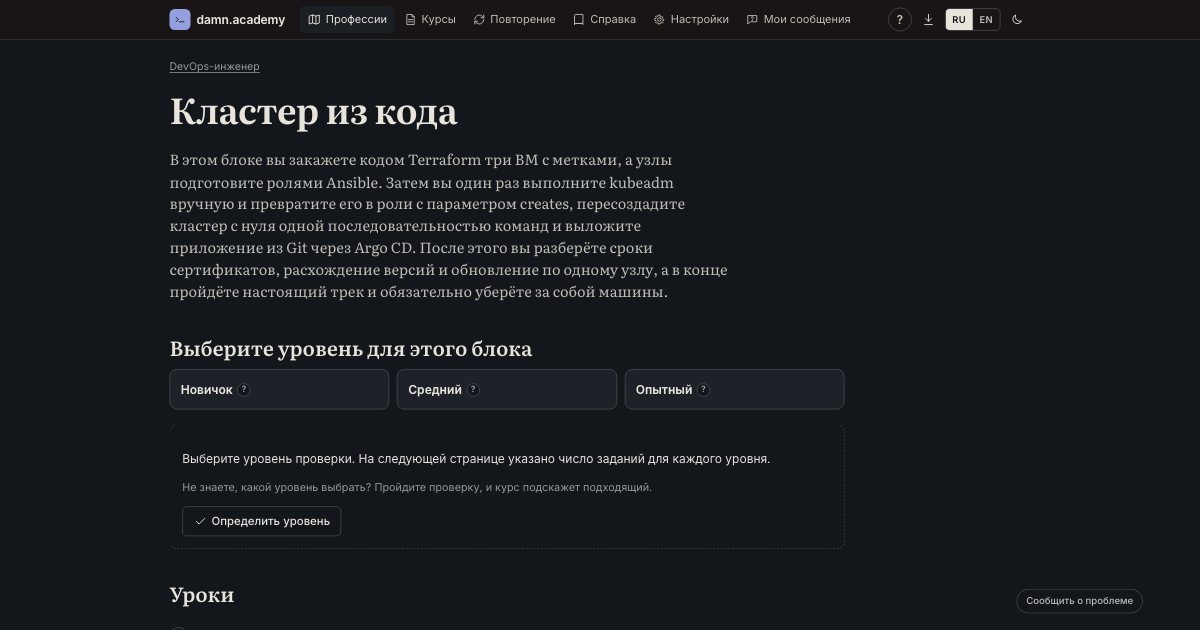 damn.academy
Профессии
Курсы
Повторение
Справка
Настройки
Мои сообщения
?
RU
EN
DevOps-инженер
Кластер из кода
В этом блоке вы закажете кодом Terraform три ВМ с метками, а узлы
подготовите ролями Ansible. Затем вы один раз выполните kubeadm
вручную и превратите его в роли с параметром creates, пересоздадите
кластер с нуля одной последовательностью команд и выложите
приложение из Git через Argo CD. После этого вы разберёте сроки
сертификатов, расхождение версий и обновление по одному узлу, а в конце
пройдёте настоящий трек и обязательно уберёте за собой машины.
Выберите уровень для этого блока
Новичок ?
Средний ?
Опытный ?
Выберите уровень проверки. На следующей странице указано число заданий для каждого уровня.
Не знаете, какой уровень выбрать? Пройдите проверку, и курс подскажет подходящий.
Определить уровень
Уроки
Сообщить о проблеме